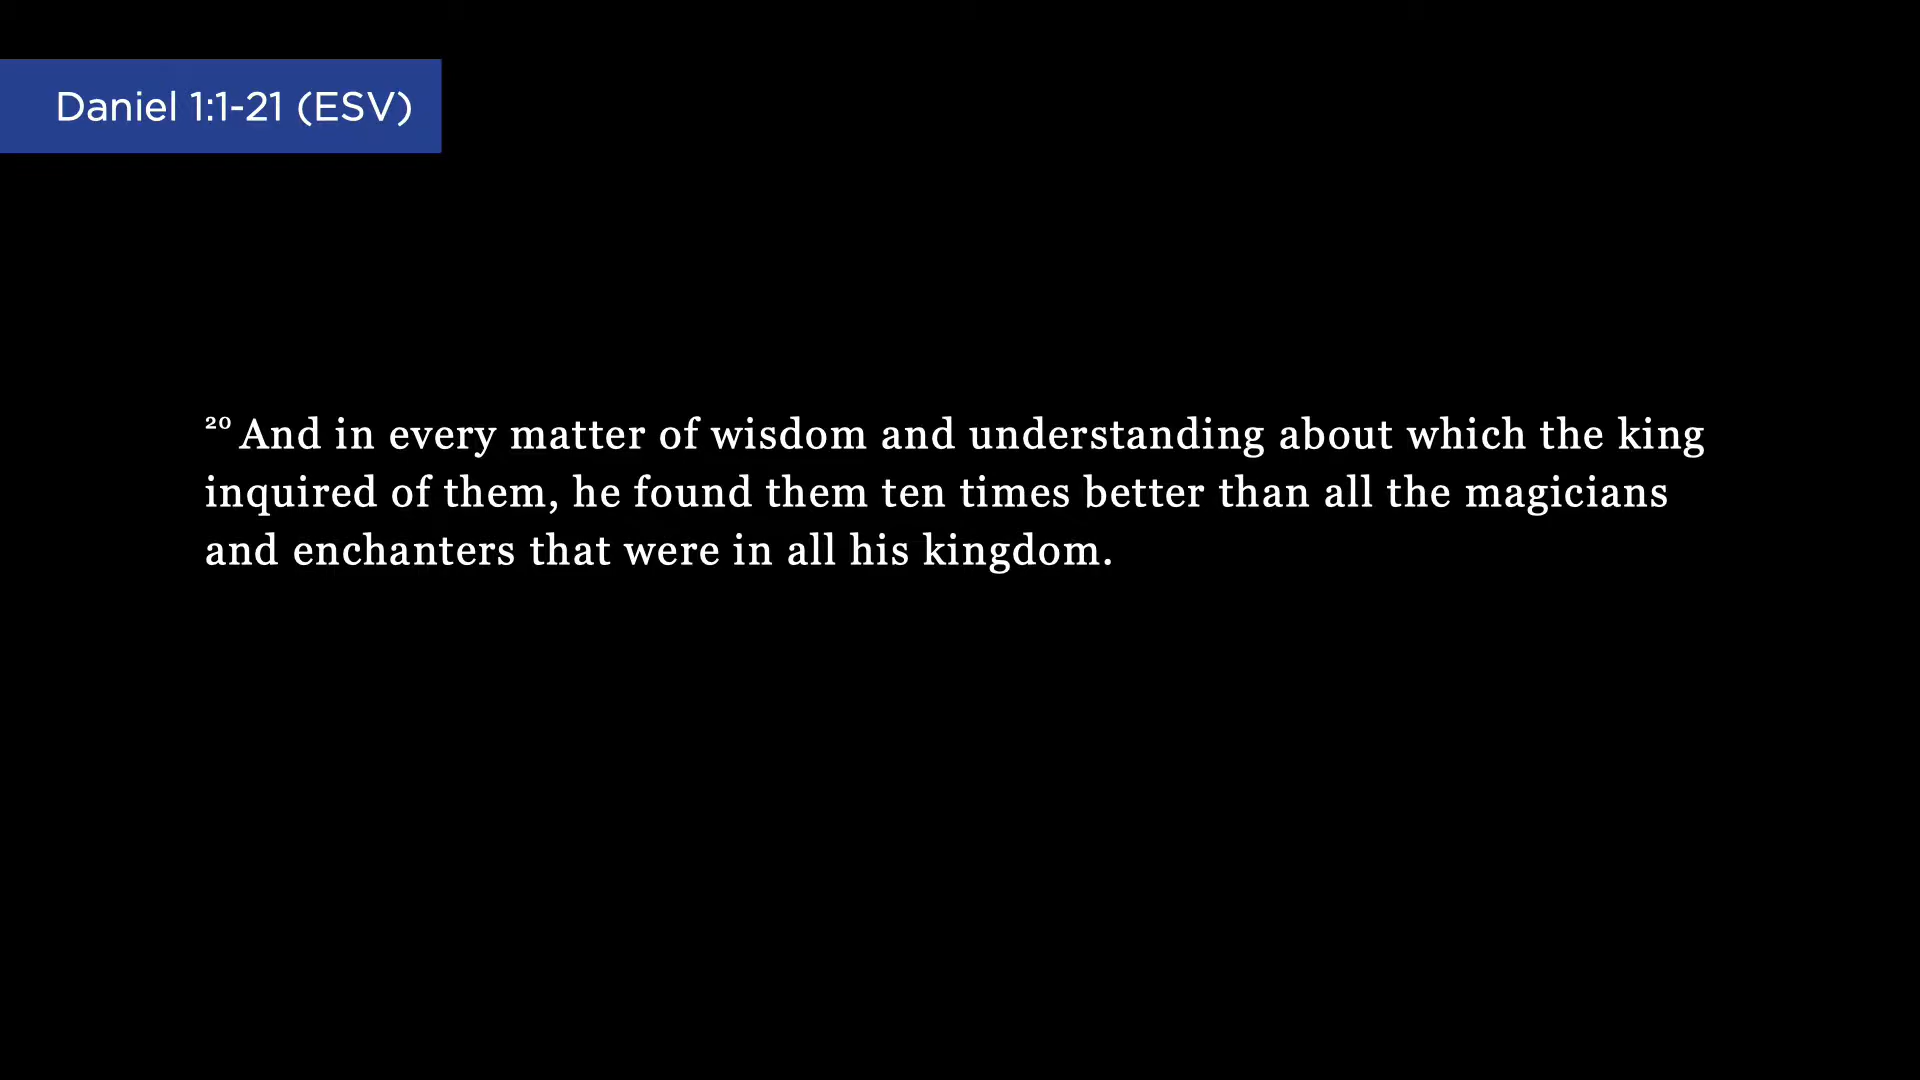 Daniel 1:1-21 (ESV)
20 And in every matter of wisdom and understanding about which the king
inquired of them, he found them ten times better than all the magicians
and enchanters that were in all his kingdom.